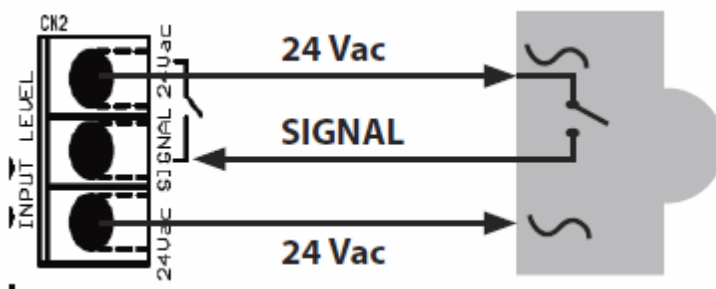 CN2
24Vac
SIGNAL
24Vac
INPUT LEVEL
24 Vac
SIGNAL
24 Vac